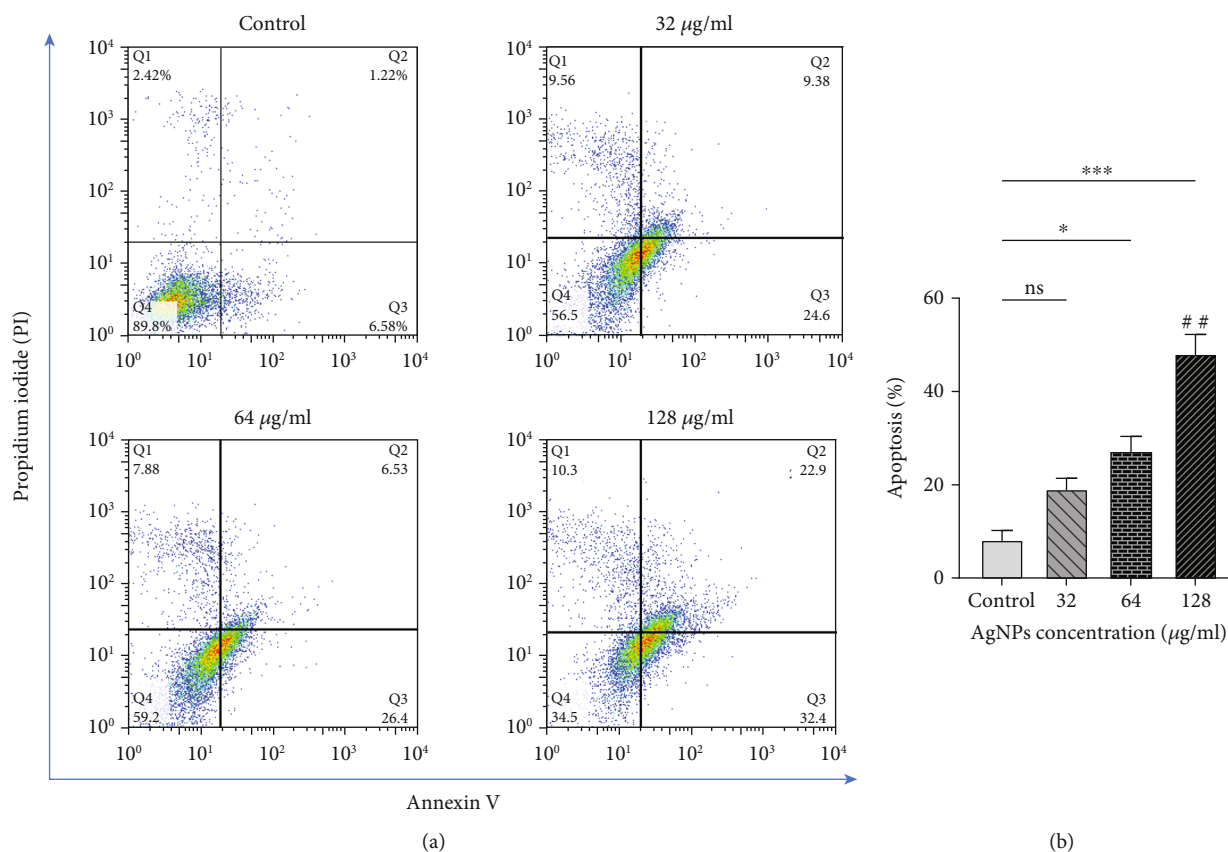 Control
10⁴
10³
10²
10¹
10⁰
Q1
2.42%
Q2
1.22%
Q4
89.8%
Q3
6.58%
10⁰ 10¹ 10² 10³ 10⁴
32 μg/ml
10⁴
10³
10²
10¹
10⁰
Q1
9.56
Q2
9.38
Q4
56.5
Q3
24.6
10⁰ 10¹ 10² 10³ 10⁴
64 μg/ml
10⁴
10³
10²
10¹
10⁰
Q1
7.88
Q2
6.53
Q4
59.2
Q3
26.4
10⁰ 10¹ 10² 10³ 10⁴
128 μg/ml
10⁴
10³
10²
10¹
10⁰
Q1
10.3
Q2
22.9
Q4
34.5
Q3
32.4
10⁰ 10¹ 10² 10³ 10⁴
Propidium iodide (PI)
Annexin V
(a)
***
*
ns
# #
60
40
20
0
Apoptosis (%)
Control 32 64 128
AgNPs concentration (μg/ml)
(b)